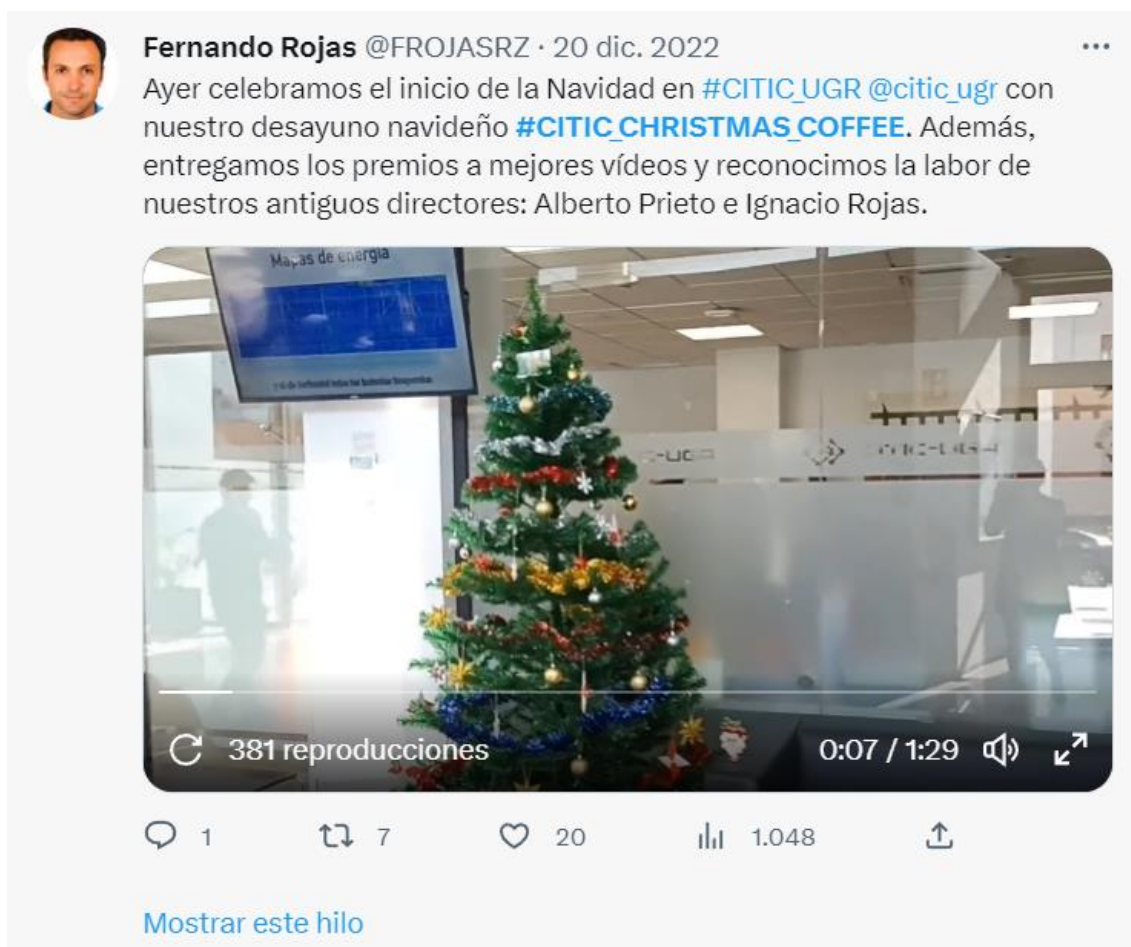 Fernando Rojas @FROJASRZ · 20 dic. 2022
Ayer celebramos el inicio de la Navidad en #CITIC_UGR @citic_ugr con
nuestro desayuno navideño #CITIC_CHRISTMAS_COFFEE. Además,
entregamos los premios a mejores vídeos y reconocimos la labor de
nuestros antiguos directores: Alberto Prieto e Ignacio Rojas.
Mapas de energía
381 reproducciones
0:07 / 1:29
1
7
20
1.048
Mostrar este hilo